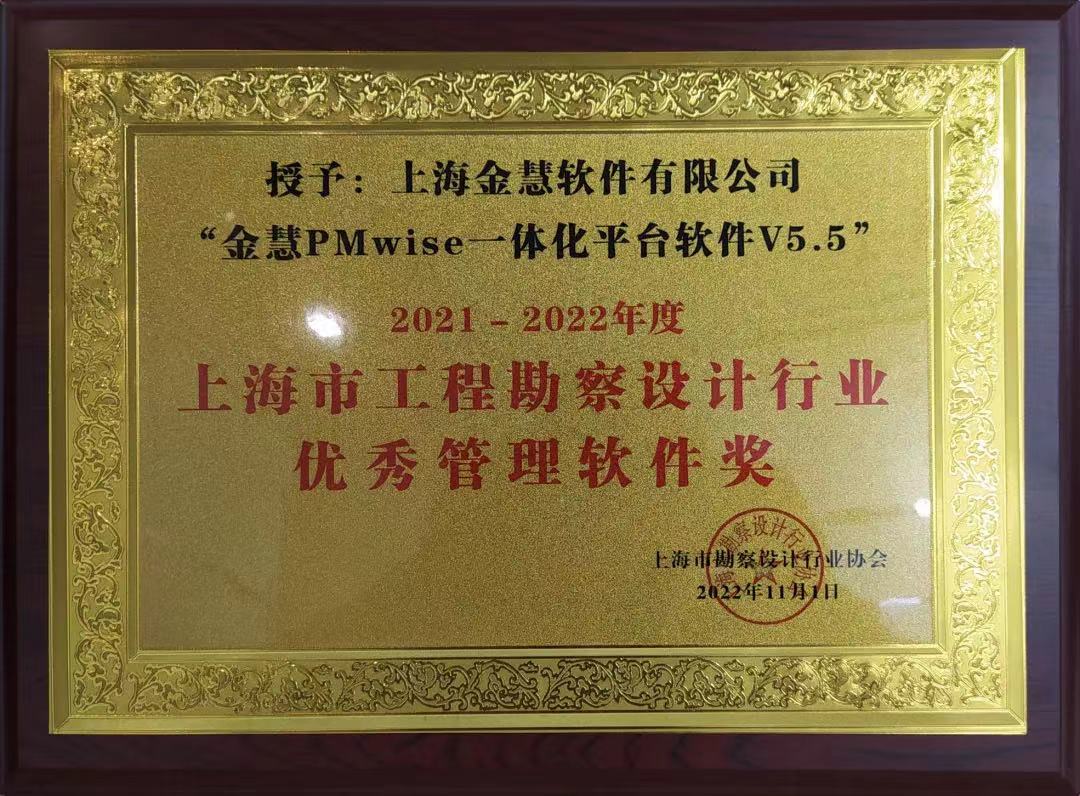 授予：上海金慧软件有限公司
“金慧PMwise一体化平台软件V5.5”
2021－2022年度
上海市工程勘察设计行业
优秀管理软件奖
上海市勘察设计行业协会
2022年11月1日